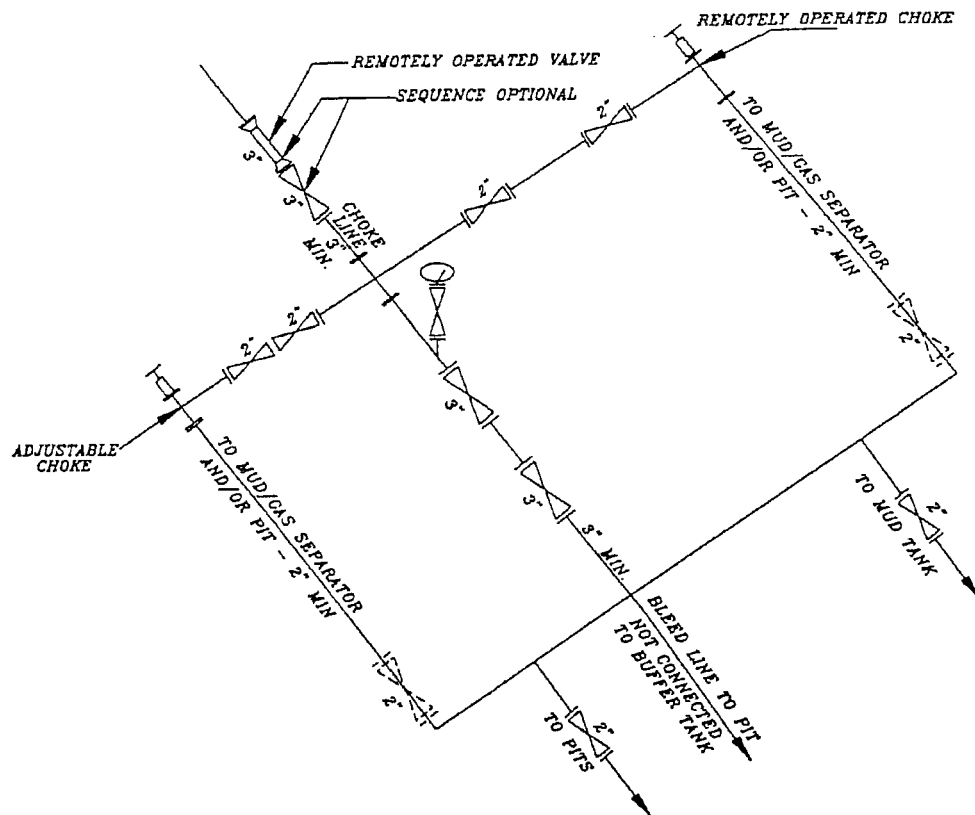 REMOTELY OPERATED CHOKE
REMOTELY OPERATED VALVE
SEQUENCE OPTIONAL
3"
3"
CHOKE
LINE
3"
MIN.
2"
2"
TO MUD/GAS SEPARATOR
AND/OR PIT - 2" MIN
2"
2"
2"
3"
3"
3" MIN.
ADJUSTABLE
CHOKE
TO MUD/GAS SEPARATOR
AND/OR PIT - 2" MIN
2"
2"
TO MUD TANK
BLEED LINE TO PIT
NOT CONNECTED
TO BUFFER TANK
2"
TO PITS